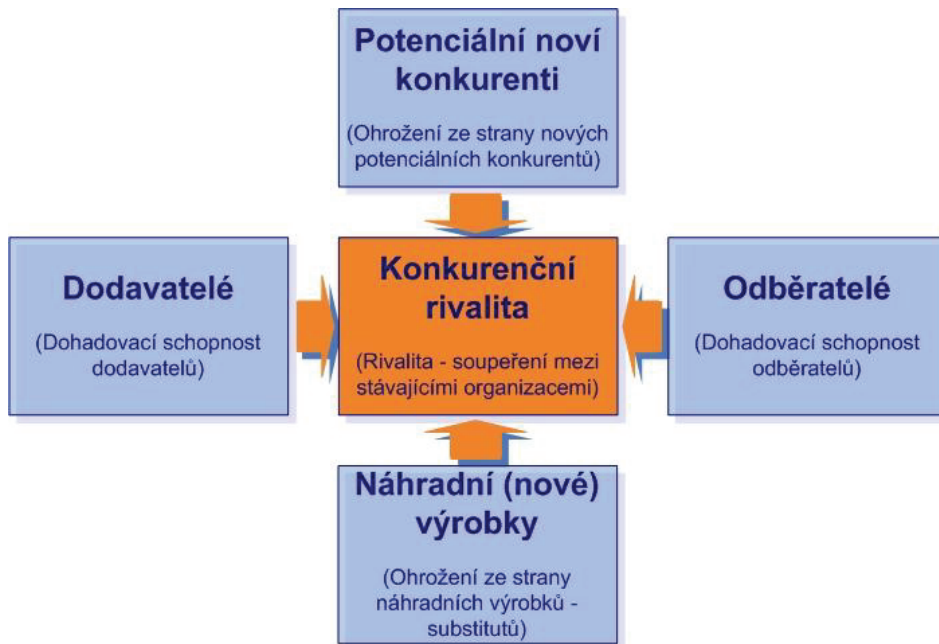 Potenciální noví
konkurenti
(Ohrožení ze strany nových
potenciálních konkurentů)
Dodavatelé
(Dohadovací schopnost
dodavatelů)
Konkurenční
rivalita
(Rivalita - soupeření mezi
stávajícími organizacemi)
Odběratelé
(Dohadovací schopnost
odběratelů)
Náhradní (nové)
výrobky
(Ohrožení ze strany
náhradních výrobků -
substitutů)